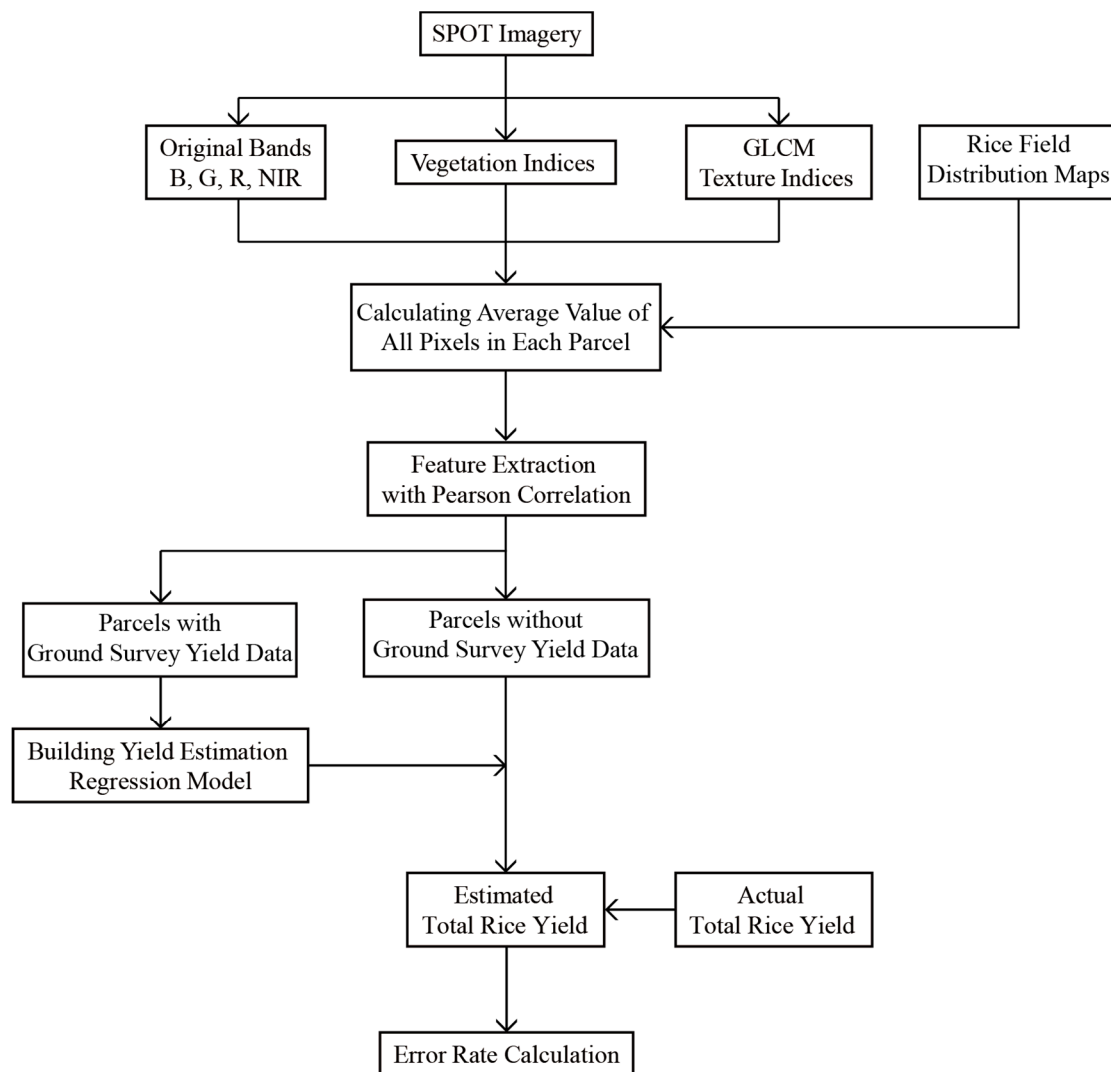 SPOT Imagery
Original Bands
B, G, R, NIR
Vegetation Indices
GLCM
Texture Indices
Rice Field
Distribution Maps
Calculating Average Value of
All Pixels in Each Parcel
Feature Extraction
with Pearson Correlation
Parcels with
Ground Survey Yield Data
Parcels without
Ground Survey Yield Data
Building Yield Estimation
Regression Model
Estimated
Total Rice Yield
Actual
Total Rice Yield
Error Rate Calculation